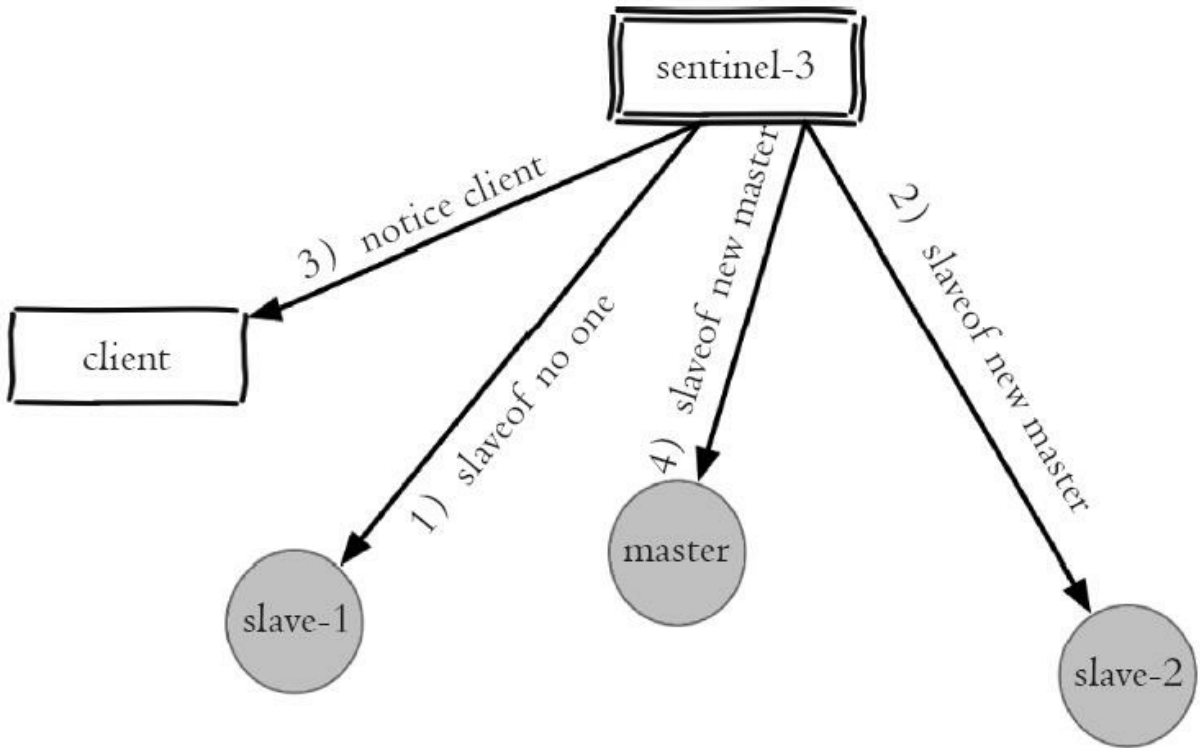 sentinel-3
3) notice client
1) slaveof no one
4) slaveof new master
2) slaveof new master
client
master
slave-1
slave-2